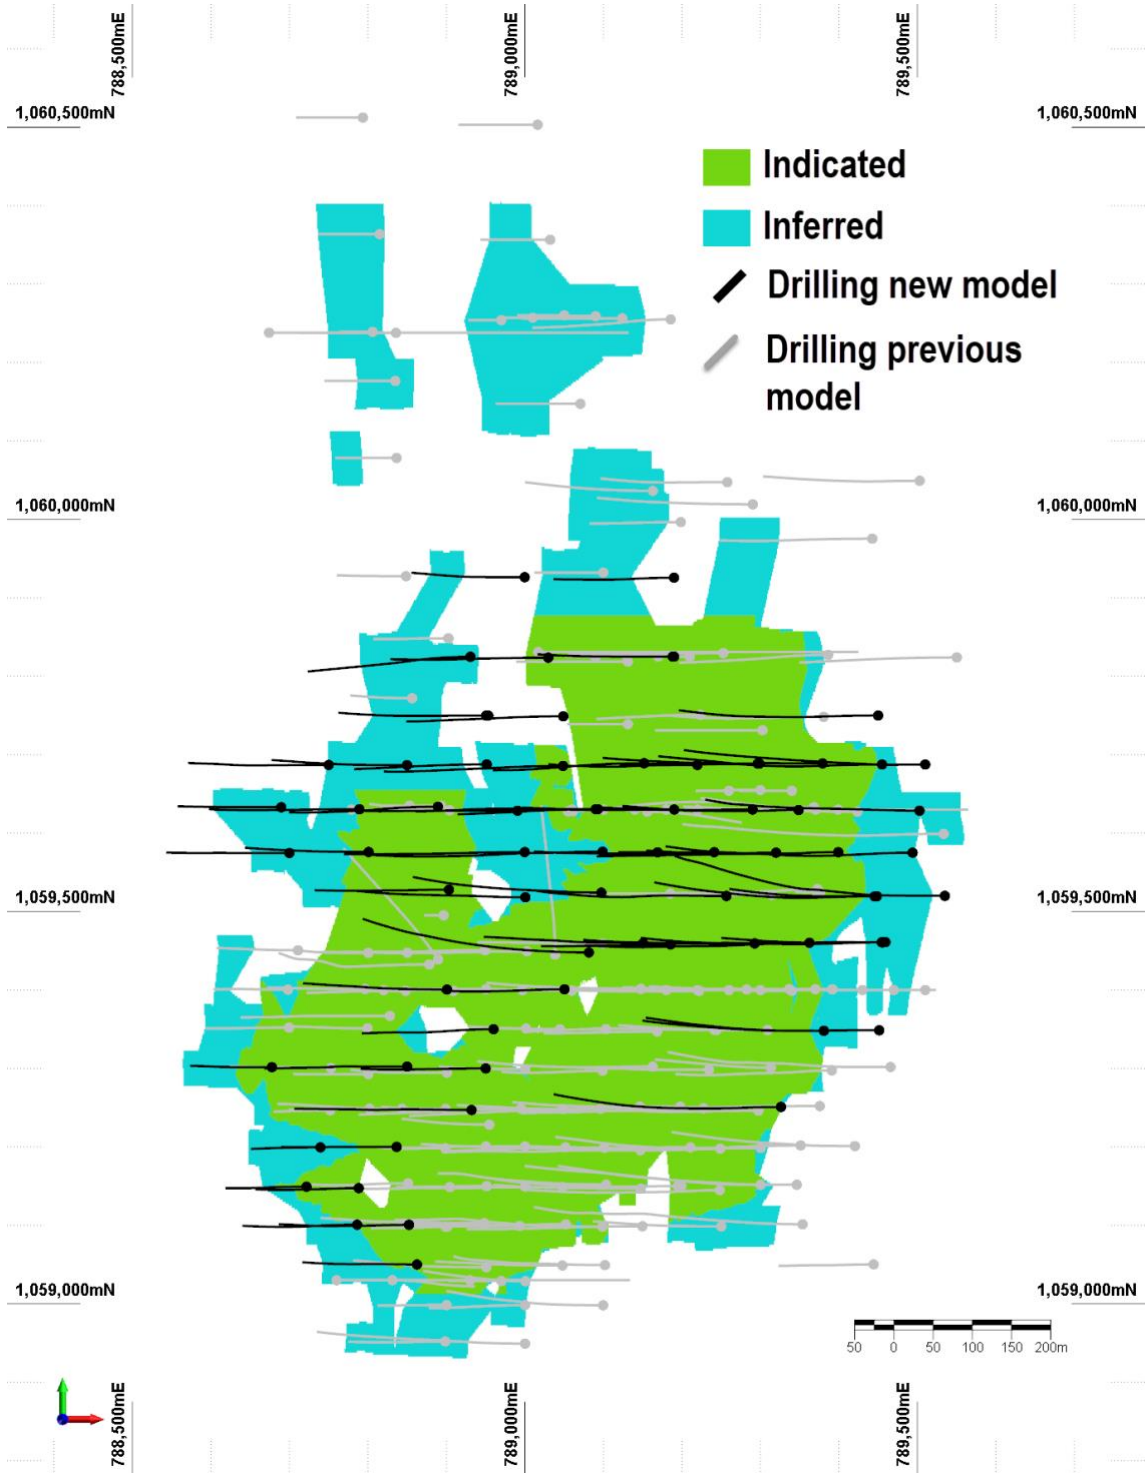 788,500mE
789,000mE
789,500mE
1,060,500mN
1,060,500mN
Indicated
Inferred
Drilling new model
Drilling previous
model
1,060,000mN
1,060,000mN
1,059,500mN
1,059,500mN
1,059,000mN
1,059,000mN
50 0 50 100 150 200m
788,500mE
789,000mE
789,500mE